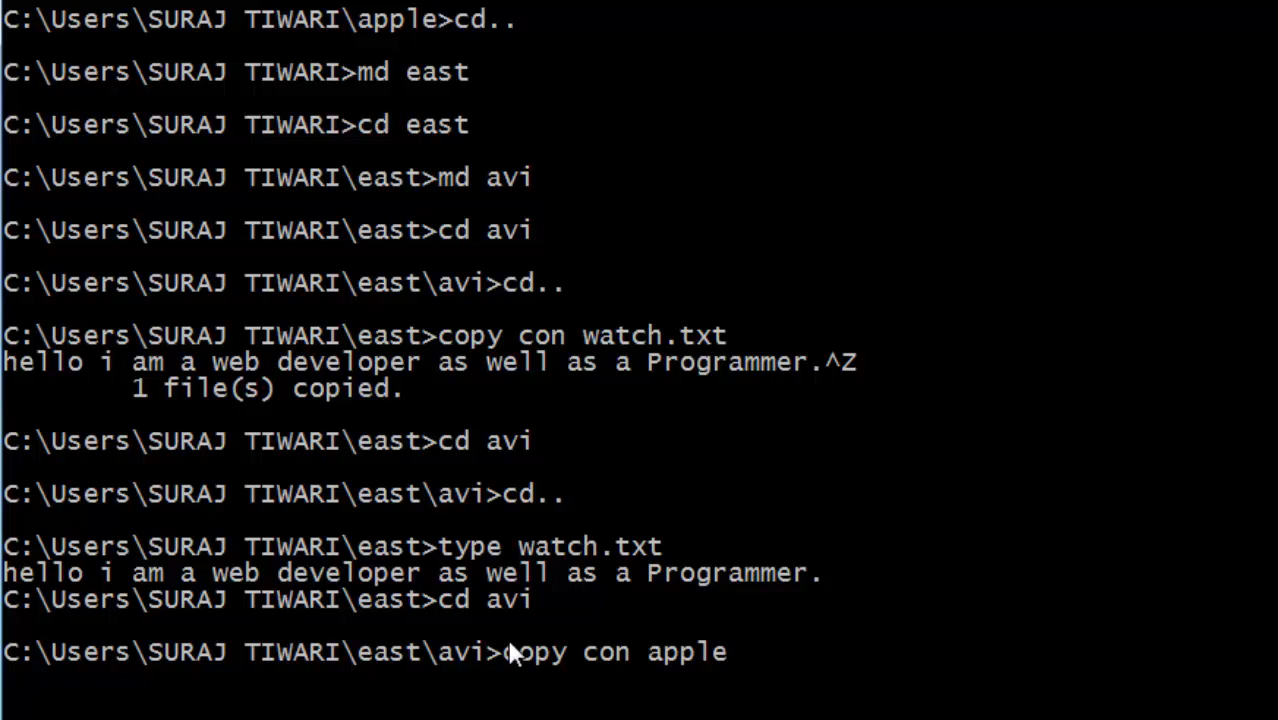 C:\Users\SURAJ TIWARI\apple>cd..
C:\Users\SURAJ TIWARI>md east
C:\Users\SURAJ TIWARI>cd east
C:\Users\SURAJ TIWARI\east>md avi
C:\Users\SURAJ TIWARI\east>cd avi
C:\Users\SURAJ TIWARI\east\avi>cd..
C:\Users\SURAJ TIWARI\east>copy con watch.txt
hello i am a web developer as well as a Programmer.^Z
        1 file(s) copied.
C:\Users\SURAJ TIWARI\east>cd avi
C:\Users\SURAJ TIWARI\east\avi>cd..
C:\Users\SURAJ TIWARI\east>type watch.txt
hello i am a web developer as well as a Programmer.
C:\Users\SURAJ TIWARI\east>cd avi
C:\Users\SURAJ TIWARI\east\avi>copy con apple